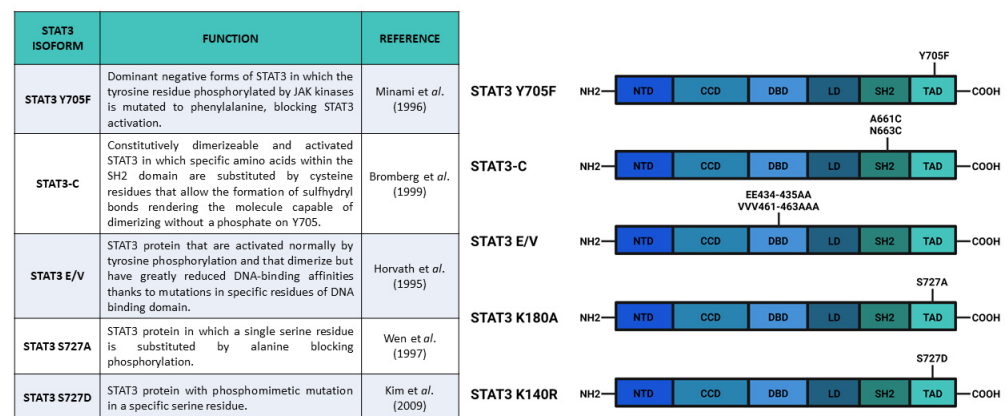 STAT3
ISOFORM
FUNCTION
REFERENCE
STAT3 Y705F
Dominant negative forms of STAT3 in which the
tyrosine residue phosphorylated by JAK kinases
is mutated to phenylalanine, blocking STAT3
activation.
Minami et al.
(1996)
STAT3-C
Constitutively dimerizeable and activated
STAT3 in which specific amino acids within the
SH2 domain are substituted by cysteine
residues that allow the formation of sulfhydryl
bonds rendering the molecule capable of
dimerizing without a phosphate on Y705.
Bromberg et al.
(1999)
STAT3 E/V
STAT3 protein that are activated normally by
tyrosine phosphorylation and that dimerize but
have greatly reduced DNA-binding affinities
thanks to mutations in specific residues of DNA
binding domain.
Horvath et al.
(1995)
STAT3 S727A
STAT3 protein in which a single serine residue
is substituted by alanine blocking
phosphorylation.
Wen et al.
(1997)
STAT3 S727D
STAT3 protein with phosphomimetic mutation
in a specific serine residue.
Kim et al.
(2009)
Y705F
STAT3 Y705F NH2 NTD CCD DBD LD SH2 TAD COOH
A661C
N663C
STAT3-C NH2 NTD CCD DBD LD SH2 TAD COOH
EE434-435AA
VVV461-463AAA
STAT3 E/V NH2 NTD CCD DBD LD SH2 TAD COOH
S727A
STAT3 K180A NH2 NTD CCD DBD LD SH2 TAD COOH
S727D
STAT3 K140R NH2 NTD CCD DBD LD SH2 TAD COOH